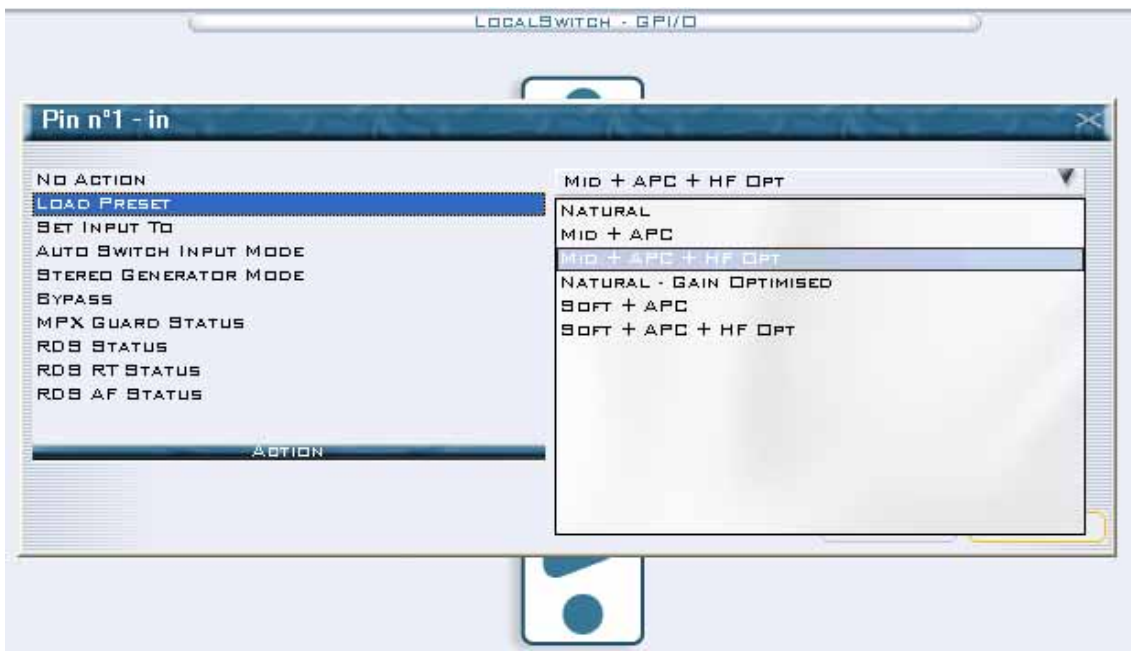 LOCALSWITCH - GPI/O
Pin n°1 - in
NO ACTION
LOAD PRESET
SET INPUT TO
AUTO SWITCH INPUT MODE
STEREO GENERATOR MODE
BYPASS
MPX GUARD STATUS
RDS STATUS
RDS RT STATUS
RDS AF STATUS
ACTION
MID + APC + HF OPT
NATURAL
MID + APC
MID + APC + HF OPT
NATURAL - GAIN OPTIMISED
SOFT + APC
SOFT + APC + HF OPT